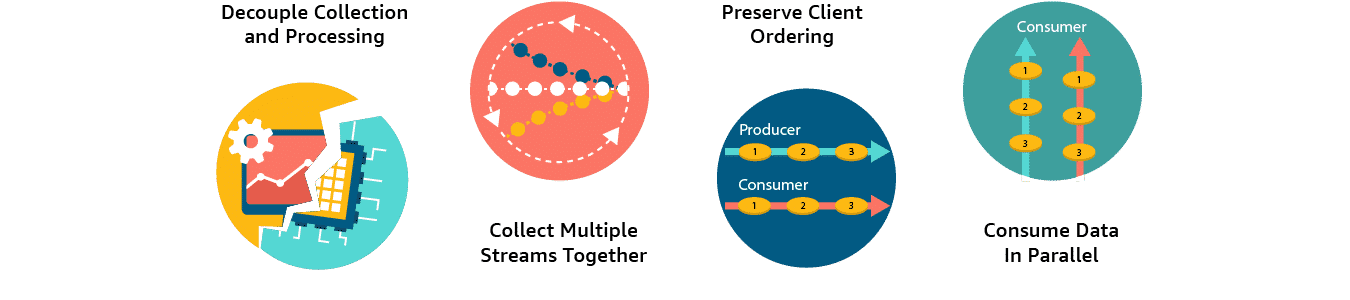 Decouple Collection
and Processing
Collect Multiple
Streams Together
Preserve Client
Ordering
Producer
1 2 3
Consumer
1 2 3
Consumer
1 1
2 2
3 3
Consume Data
In Parallel